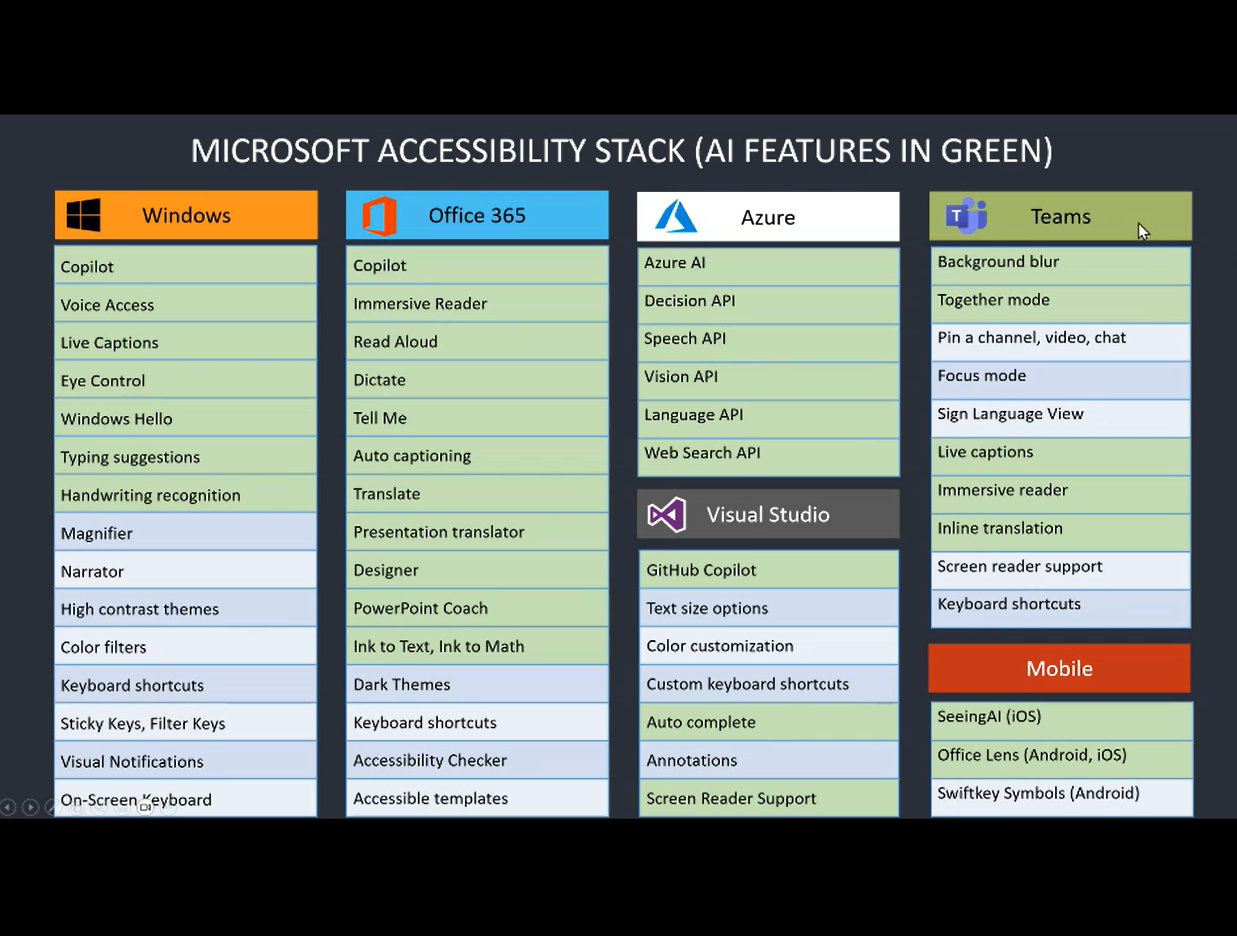 MICROSOFT ACCESSIBILITY STACK (AI FEATURES IN GREEN)
Windows
Copilot
Voice Access
Live Captions
Eye Control
Windows Hello
Typing suggestions
Handwriting recognition
Magnifier
Narrator
High contrast themes
Color filters
Keyboard shortcuts
Sticky Keys, Filter Keys
Visual Notifications
On-Screen Keyboard
Office 365
Copilot
Immersive Reader
Read Aloud
Dictate
Tell Me
Auto captioning
Translate
Presentation translator
Designer
PowerPoint Coach
Ink to Text, Ink to Math
Dark Themes
Keyboard shortcuts
Accessibility Checker
Accessible templates
Azure
Azure AI
Decision API
Speech API
Vision API
Language API
Web Search API
Visual Studio
GitHub Copilot
Text size options
Color customization
Custom keyboard shortcuts
Auto complete
Annotations
Screen Reader Support
T
Teams
Background blur
Together mode
Pin a channel, video, chat
Focus mode
Sign Language View
Live captions
Immersive reader
Inline translation
Screen reader support
Keyboard shortcuts
Mobile
SeeingAI (iOS)
Office Lens (Android, iOS)
Swiftkey Symbols (Android)